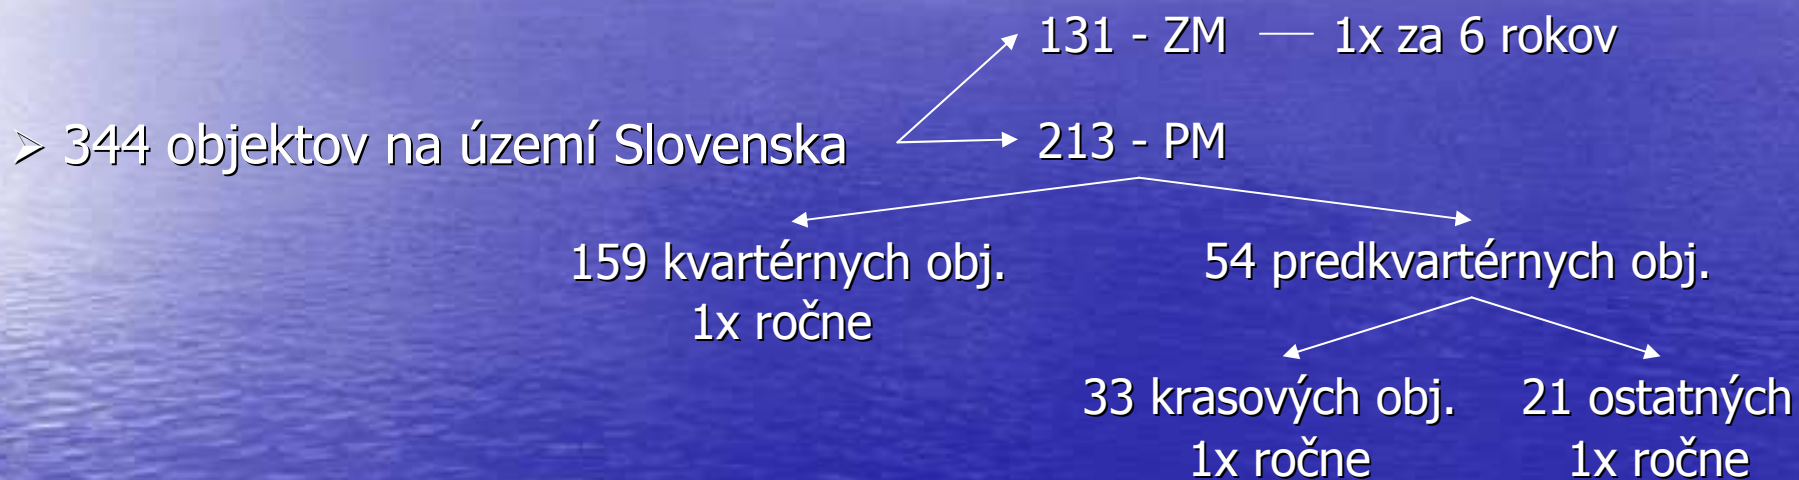 131 - ZM — 1x za 6 rokov
➢ 344 objektov na území Slovenska
213 - PM
159 kvartérnych obj.
1x ročne
54 predkvartérnych obj.
33 krasových obj.
1x ročne
21 ostatných
1x ročne